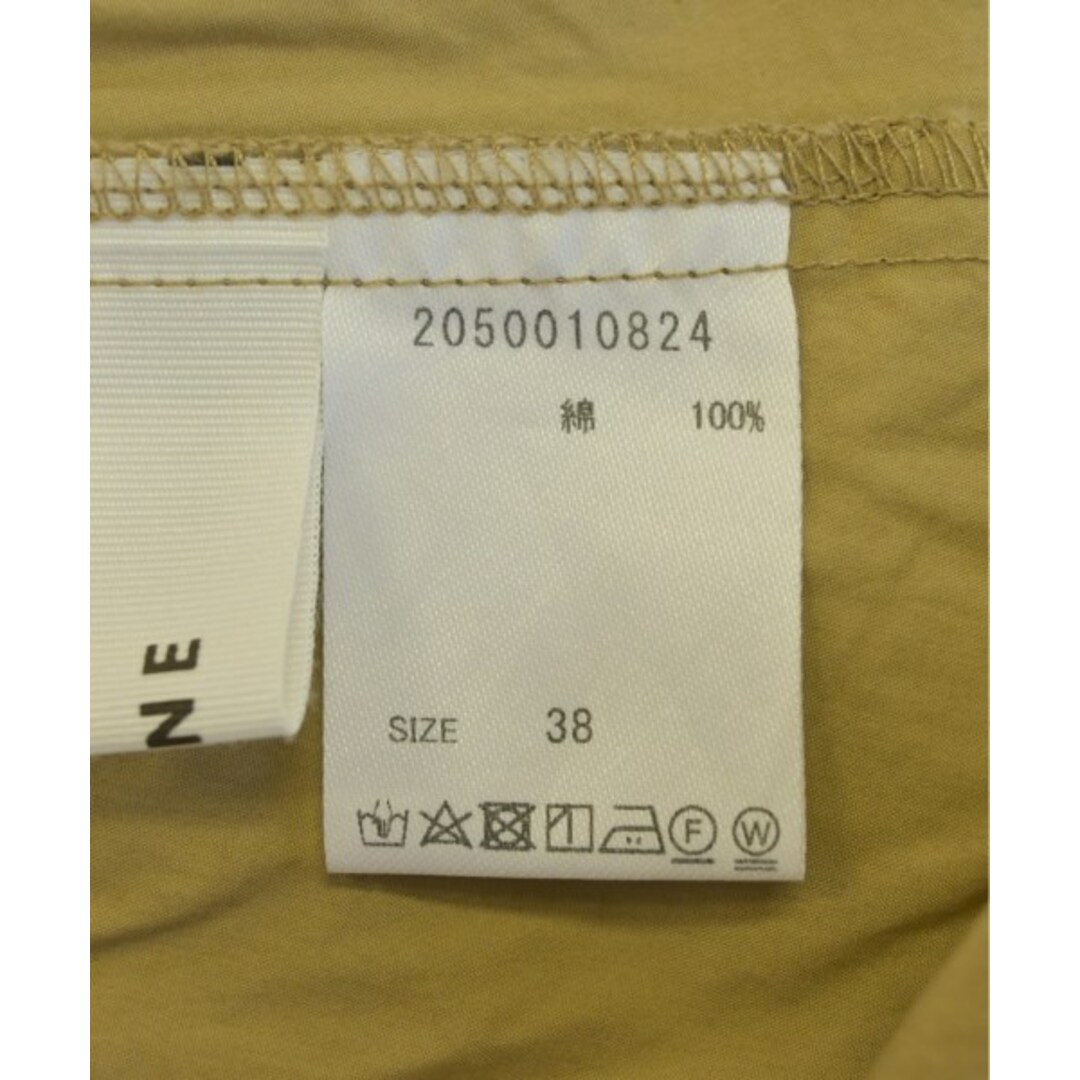 2050010824
綿 100%
SIZE 38
F W
NE